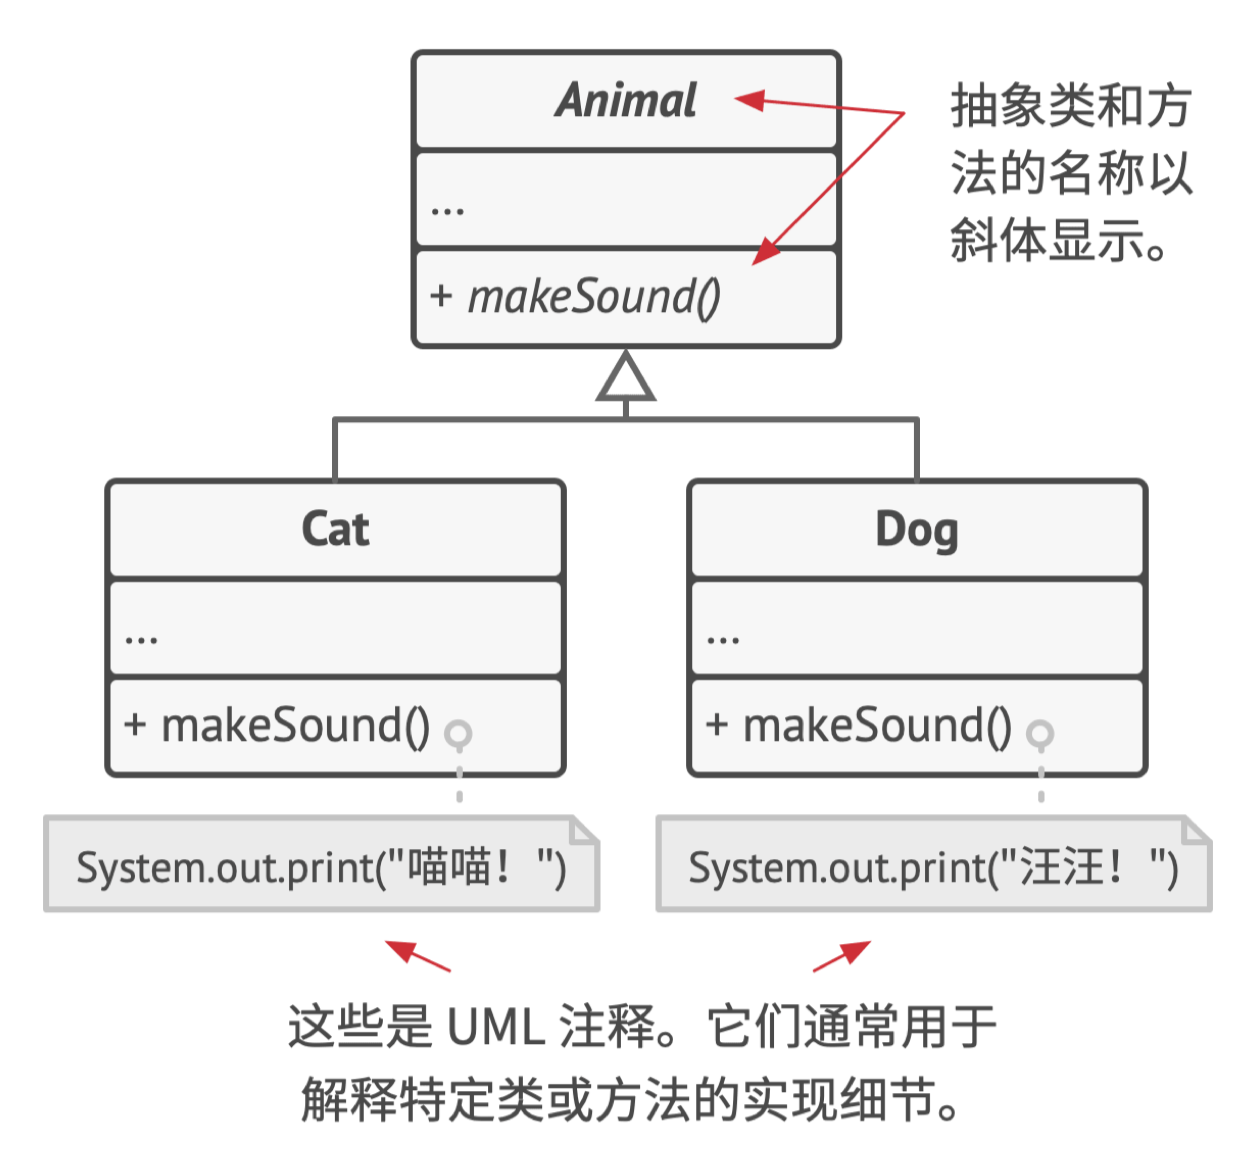 Animal
...
+ makeSound()
抽象类和方
法的名称以
斜体显示。
Cat
...
+ makeSound()
Dog
...
+ makeSound()
System.out.print("喵喵！")
System.out.print("汪汪！")
这些是 UML 注释。它们通常用于
解释特定类或方法的实现细节。